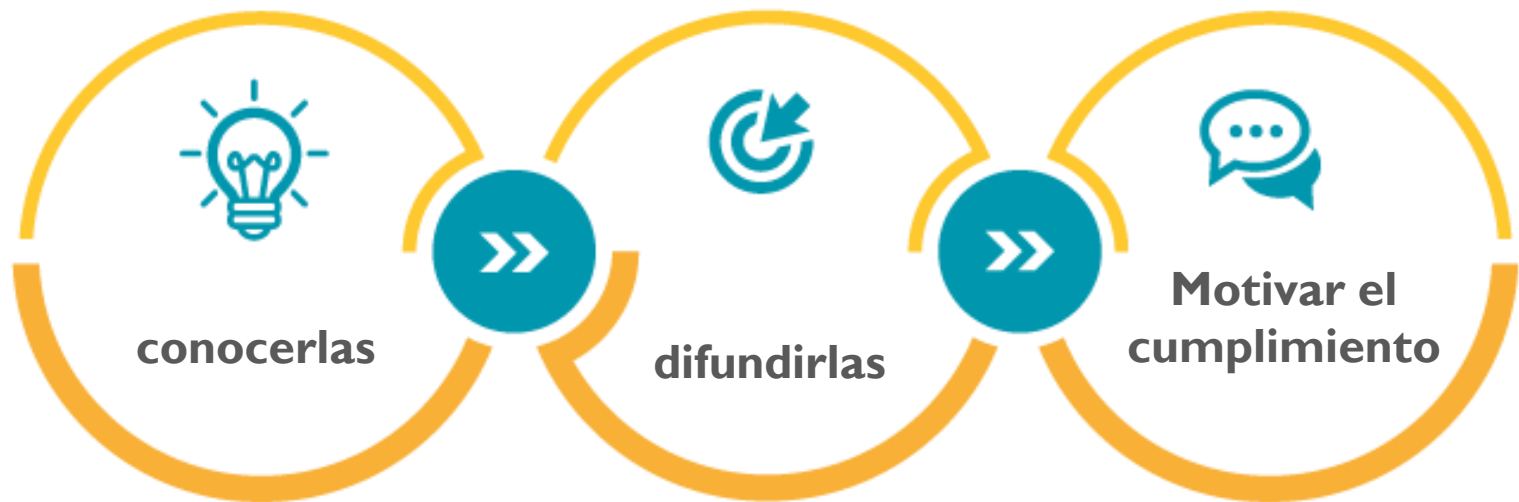 conocerlas
difundirlas
Motivar el
cumplimiento